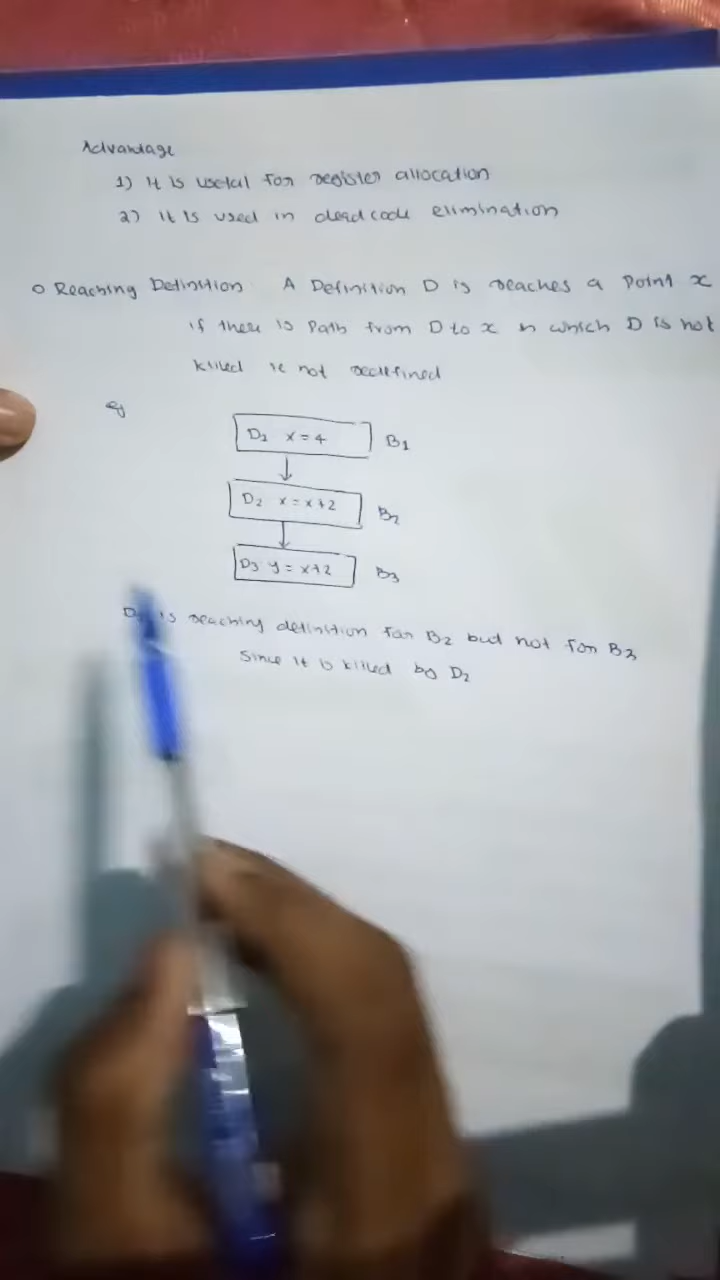 Advantage
1) It is useful for register allocation
2) It is used in deadcode elimination
o Reaching Definition A Definition D is reaches a Point x
if there is Path from D to x in which D is not
killed ie not redefined
eg
D1 x = 4 B1
D2 x = x+2 B2
D3 y = x+2 B3
is reaching definition for B2 but not for B3
Since it is killed by D2